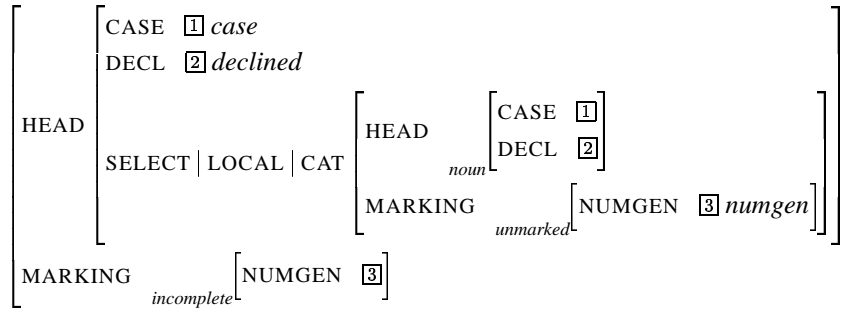 CASE 1 case
DECL 2 declined
HEAD
CASE 1
HEAD
noun DECL 2
SELECT | LOCAL | CAT
MARKING unmarked NUMGEN 3 numgen
MARKING incomplete NUMGEN 3